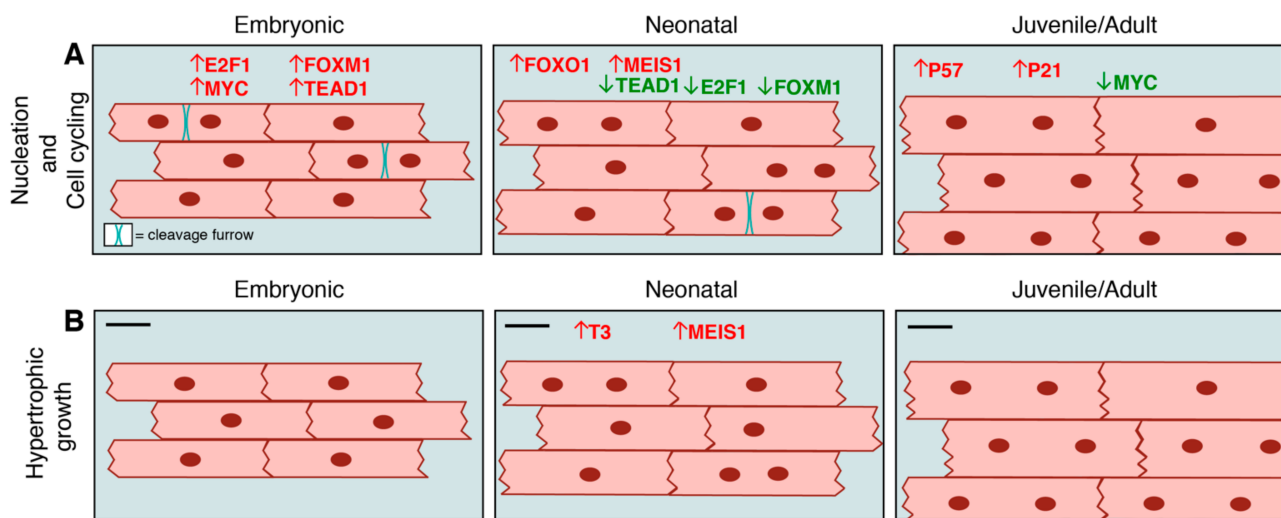 Embryonic Neonatal Juvenile/Adult
A
Nucleation
and
Cell cycling
↑E2F1 ↑FOXM1
↑MYC ↑TEAD1
= cleavage furrow
↑FOXO1 ↑MEIS1
↓TEAD1 ↓E2F1 ↓FOXM1
↑P57 ↑P21
↓MYC
Embryonic Neonatal Juvenile/Adult
B
Hypertrophic
growth
↑T3 ↑MEIS1